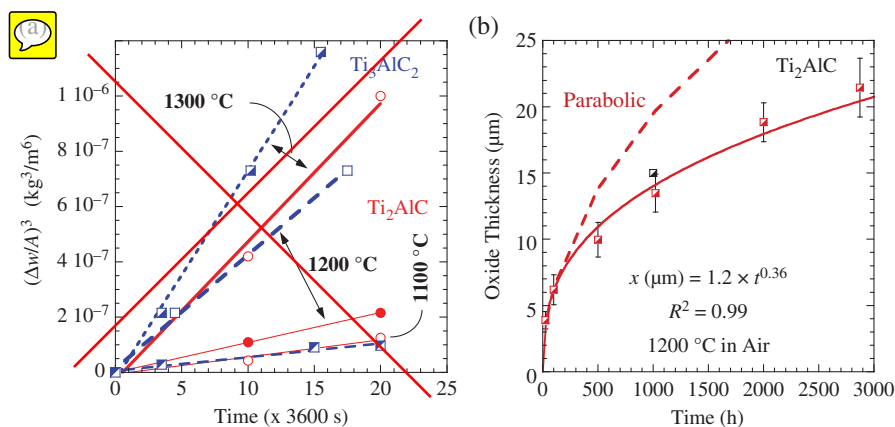 (a)
(Δw/A)³ (kg³/m⁶)
1 10⁻⁶
8 10⁻⁷
6 10⁻⁷
4 10⁻⁷
2 10⁻⁷
0
0 5 10 15 20 25
Time (x 3600 s)
Ti₃AlC₂
1300 °C
Ti₂AlC
1200 °C
1100 °C
(b)
Oxide Thickness (μm)
25
20
15
10
5
0
0 500 1000 1500 2000 2500 3000
Time (h)
Ti₂AlC
Parabolic
x (μm) = 1.2 × t⁰·³⁶
R² = 0.99
1200 °C in Air